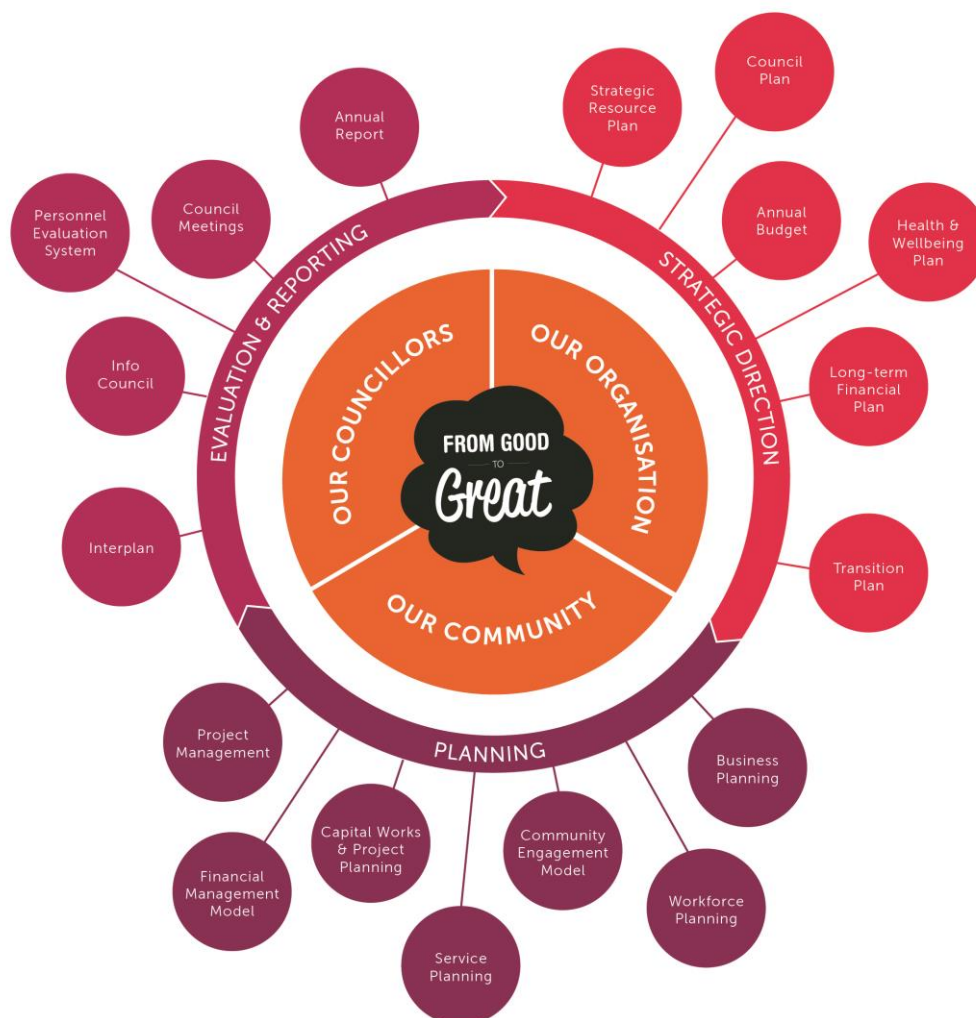 Annual
Report
Council
Meetings
Personnel
Evaluation
System
Info
Council
Interplan
EVALUATION & REPORTING
Strategic
Resource
Plan
Council
Plan
Annual
Budget
Health &
Wellbeing
Plan
Long-term
Financial
Plan
Transition
Plan
STRATEGIC DIRECTION
OUR COUNCILLORS
OUR ORGANISATION
OUR COMMUNITY
FROM GOOD
TO
Great
PLANNING
Project
Management
Financial
Management
Model
Capital Works
& Project
Planning
Service
Planning
Community
Engagement
Model
Workforce
Planning
Business
Planning